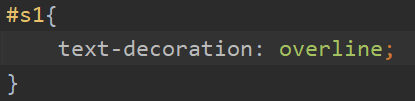 #s1{
    text-decoration: overline;
}